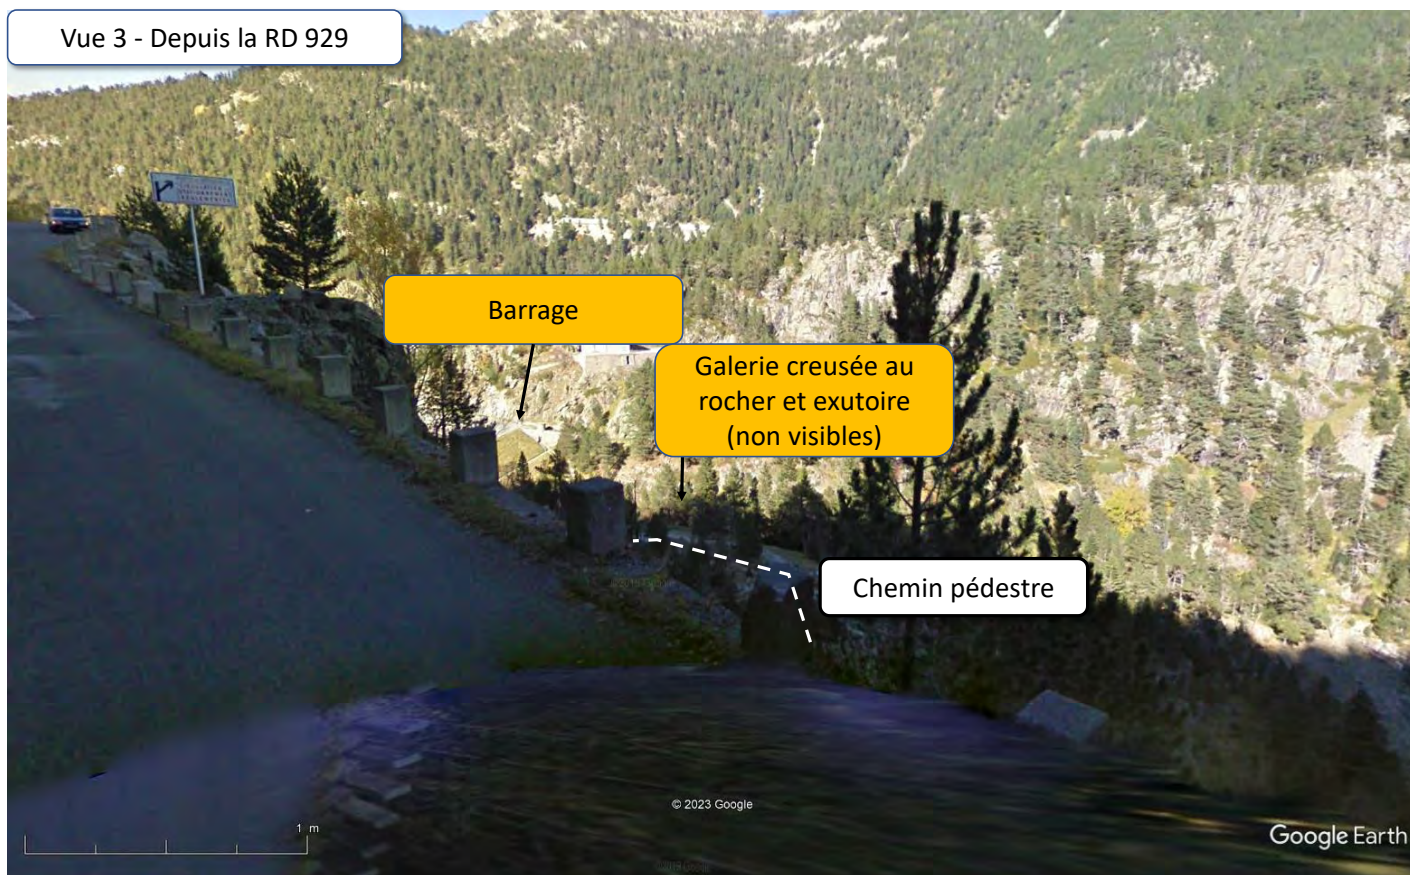 Vue 3 - Depuis la RD 929
Barrage
Galerie creusée au
rocher et exutoire
(non visibles)
Chemin pédestre
© 2023 Google
1 m
Google Earth